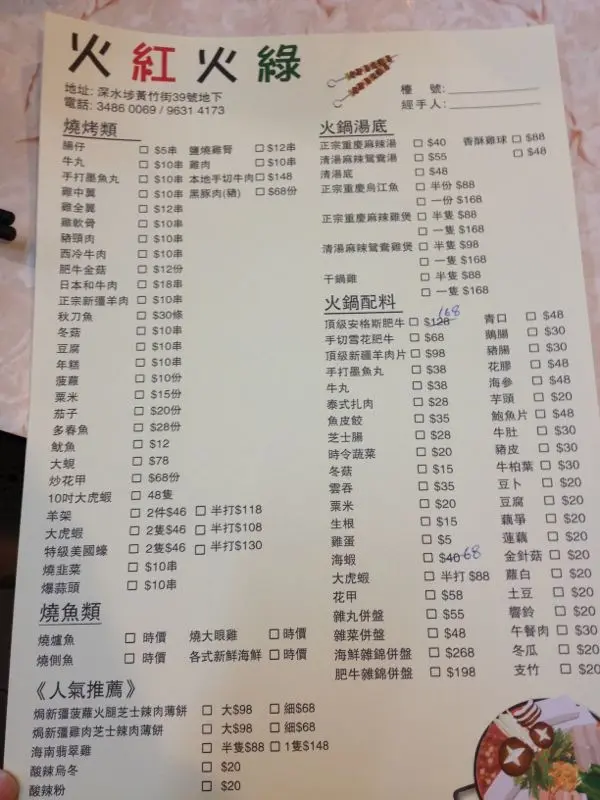 火紅火綠
地址: 深水埗黃竹街39號地下
電話: 3486 0069 / 9631 4173
檯 號:
經手人:
燒烤類
腸仔 □ $5串 鹽燒雞腎 □ $12串
牛丸 □ $10串 雞肉 □ $10串
手打墨魚丸 □ $10串 本地手切牛肉 □ $148
雞中翼 □ $10串 黑豚肉(豬) □ $68份
雞全翼 □ $12串
雞軟骨 □ $10串
豬頸肉 □ $10串
西冷牛肉 □ $10串
肥牛金菇 □ $12份
日本和牛肉 □ $18串
正宗新彊羊肉 □ $10串
秋刀魚 □ $30條
冬菇 □ $10串
豆腐 □ $10串
年糕 □ $10串
菠蘿 □ $10份
粟米 □ $15份
茄子 □ $20份
多春魚 □ $28份
魷魚 □ $12
大蜆 □ $78
炒花甲 □ $68份
10吋大虎蝦 □ 48隻
羊架 □ 2件$46 □ 半打$118
大虎蝦 □ 2隻$46 □ 半打$108
特級美國蠔 □ 2隻$46 □ 半打$130
燒韭菜 □ $10串
爆蒜頭 □ $10串
燒魚類
燒爐魚 □ 時價 燒大眼雞 □ 時價
燒側魚 □ 時價 各式新鮮海鮮 □ 時價
《人氣推薦》
焗新彊菠蘿火腿芝士辣肉薄餅 □ 大$98 □ 細$68
焗新彊雞肉芝士辣肉薄餅 □ 大$98 □ 細$68
海南翡翠雞 □ 半隻$88 □ 1隻$148
酸辣烏冬 □ $20
酸辣粉 □ $20
火鍋湯底
正宗重慶麻辣湯 □ $40 香酥雞球 □ $88
清湯麻辣鴛鴦湯 □ $55 □ $48
清湯底 □ $48
正宗重慶烏江魚 □ 半份 $88
□ 一份 $168
正宗重慶麻辣雞煲 □ 半隻 $88
□ 一隻 $168
清湯麻辣鴛鴦雞煲 □ 半隻 $98
□ 一隻 $168
干鍋雞 □ 半隻 $88
□ 一隻 $168
火鍋配料
頂級安格斯肥牛 □ $128 168 青口 □ $48
手切雪花肥牛 □ $68 鵝腸 □ $30
頂級新疆羊肉片 □ $98 豬腸 □ $30
手打墨魚丸 □ $38 花膠 □ $48
牛丸 □ $38 海參 □ $48
泰式扎肉 □ $28 芋頭 □ $20
魚皮餃 □ $35 鮑魚片 □ $48
芝士腸 □ $28 牛肚 □ $30
時令蔬菜 □ $20 豬皮 □ $30
冬菇 □ $15 牛柏葉 □ $30
雲吞 □ $35 豆卜 □ $20
粟米 □ $20 豆腐 □ $20
生根 □ $15 藕爭 □ $20
雞蛋 □ $5 蓮藕 □ $20
海蝦 □ $40 68 金針菇 □ $20
大虎蝦 □ 半打 $88 蘿白 □ $20
花甲 □ $58 土豆 □ $20
雜丸併盤 □ $55 響鈴 □ $20
雜菜併盤 □ $48 午餐肉 □ $30
海鮮雜錦併盤 □ $268 冬瓜 □ $20
肥牛雜錦併盤 □ $198 支竹 □ $20